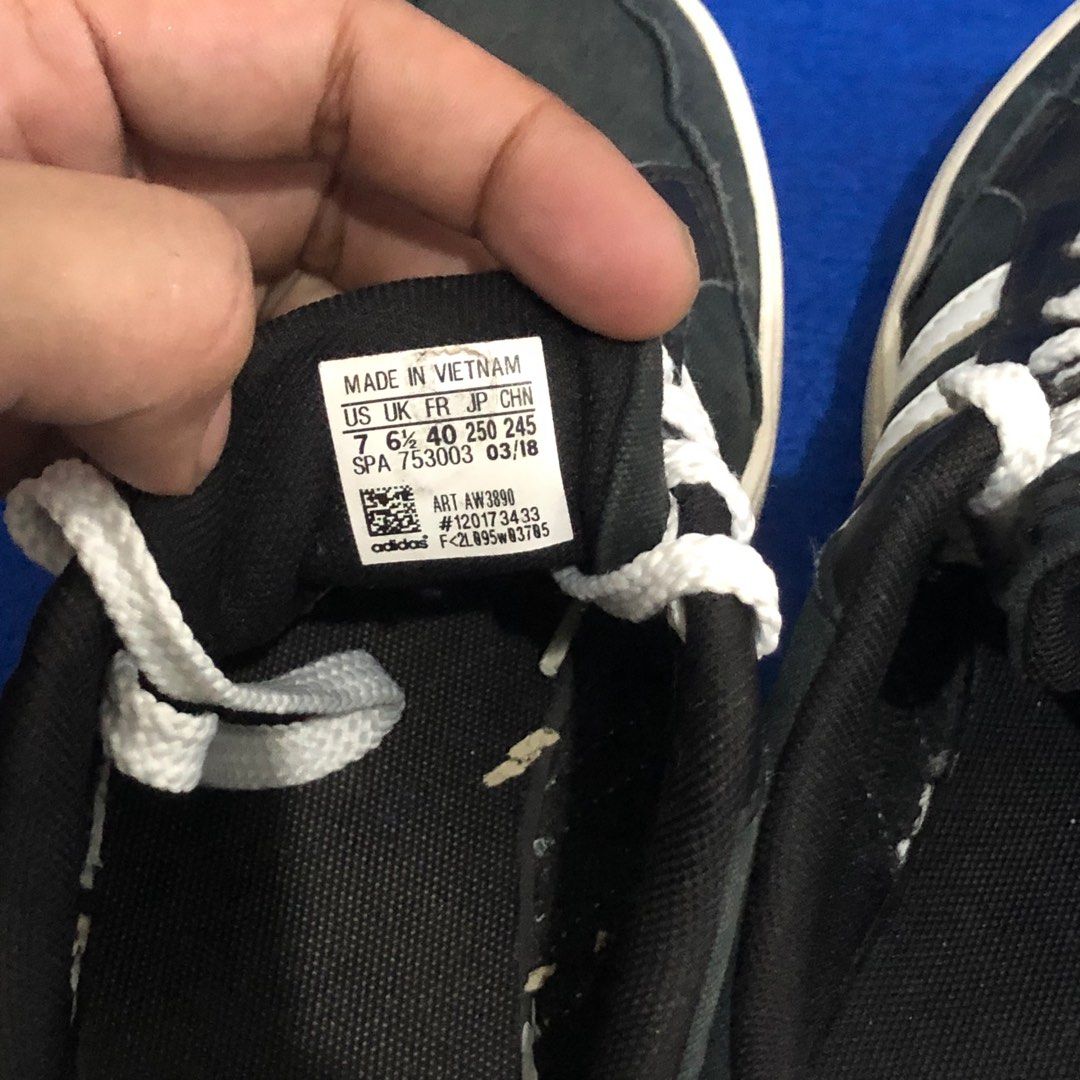 MADE IN VIETNAM
US UK FR JP CHN
7 6½ 40 250 245
SPA 753003 03/18
ART AW3890
#120173433
adidas® F<2L095w03705